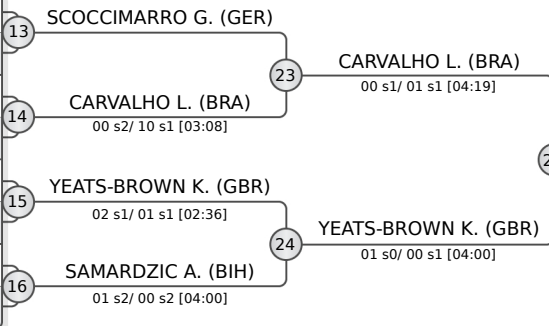 SCOCCIMARRO G. (GER)
13
23
CARVALHO L. (BRA)
00 s1/ 01 s1 [04:19]
CARVALHO L. (BRA)
14
00 s2/ 10 s1 [03:08]
YEATS-BROWN K. (GBR)
15
02 s1/ 01 s1 [02:36]
24
YEATS-BROWN K. (GBR)
01 s0/ 00 s1 [04:00]
SAMARDZIC A. (BIH)
16
01 s2/ 00 s2 [04:00]